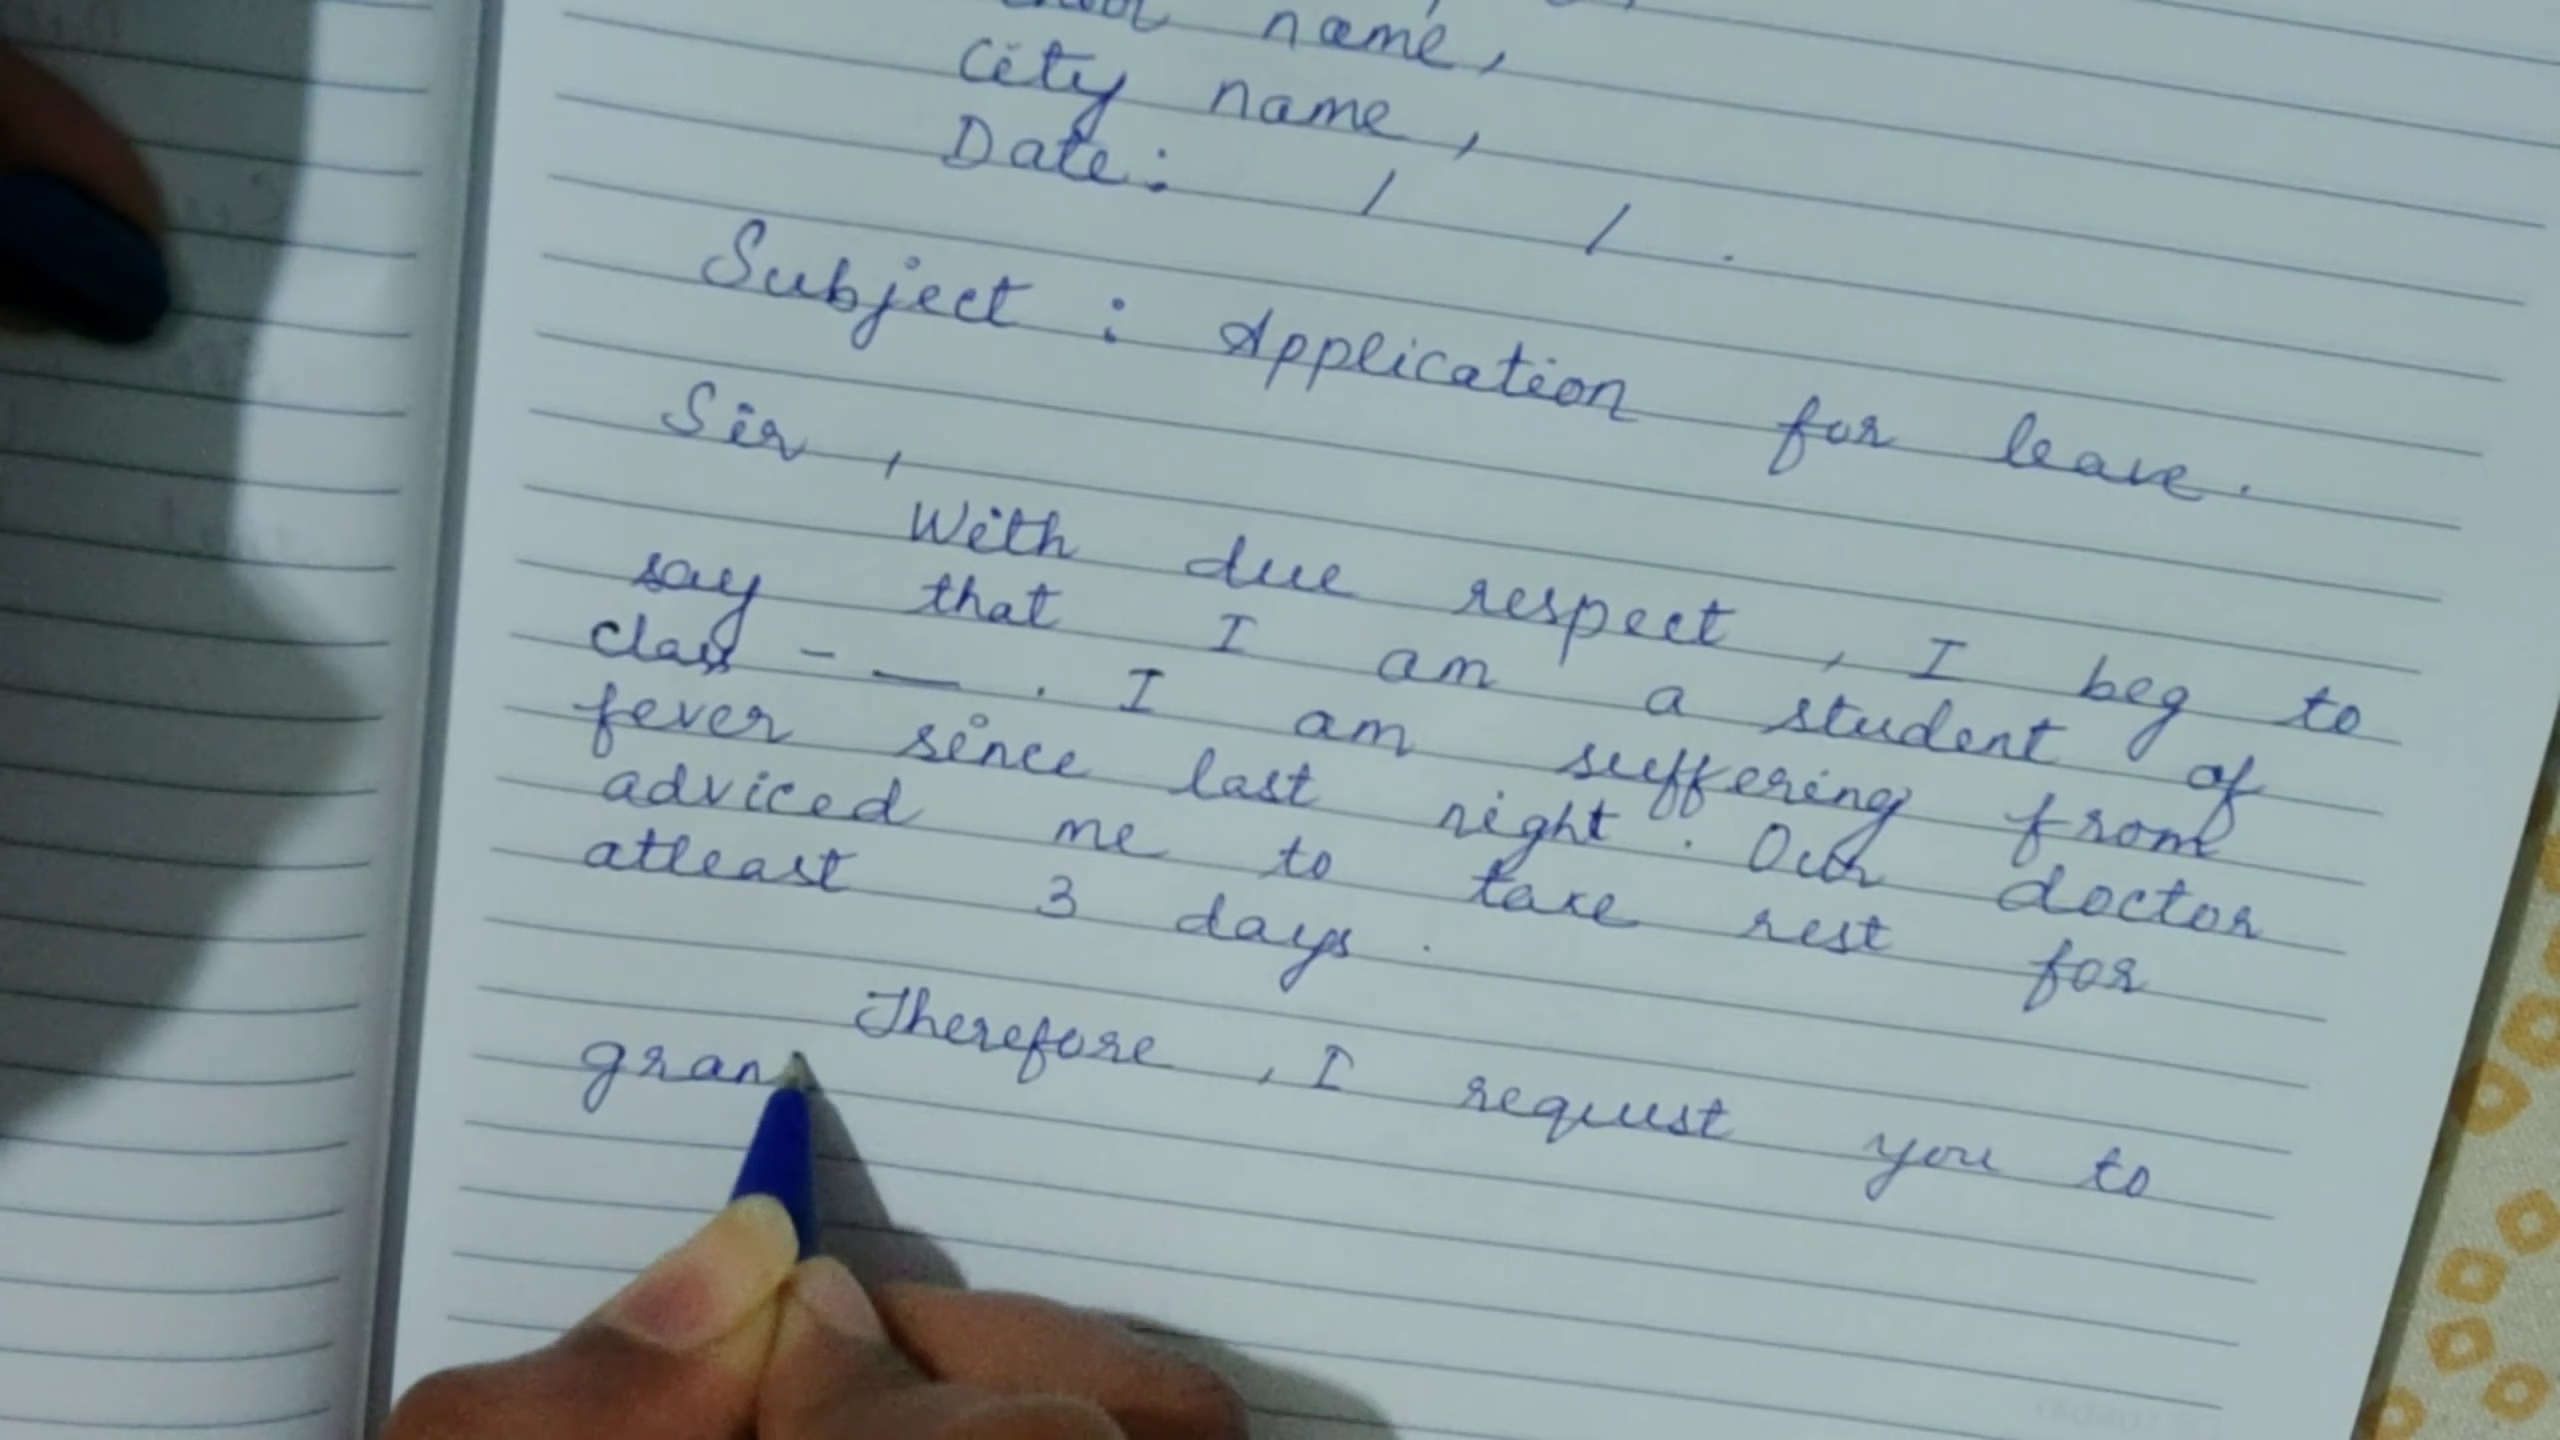 name,
City name,
Date: / / .
Subject : Application for leave.
Sir,
With due respect, I beg to
say that I am a student of
class - — . I am suffering from
fever since last night. Our doctor
adviced me to take rest for
atleast 3 days.
Therefore, I request you to
gran